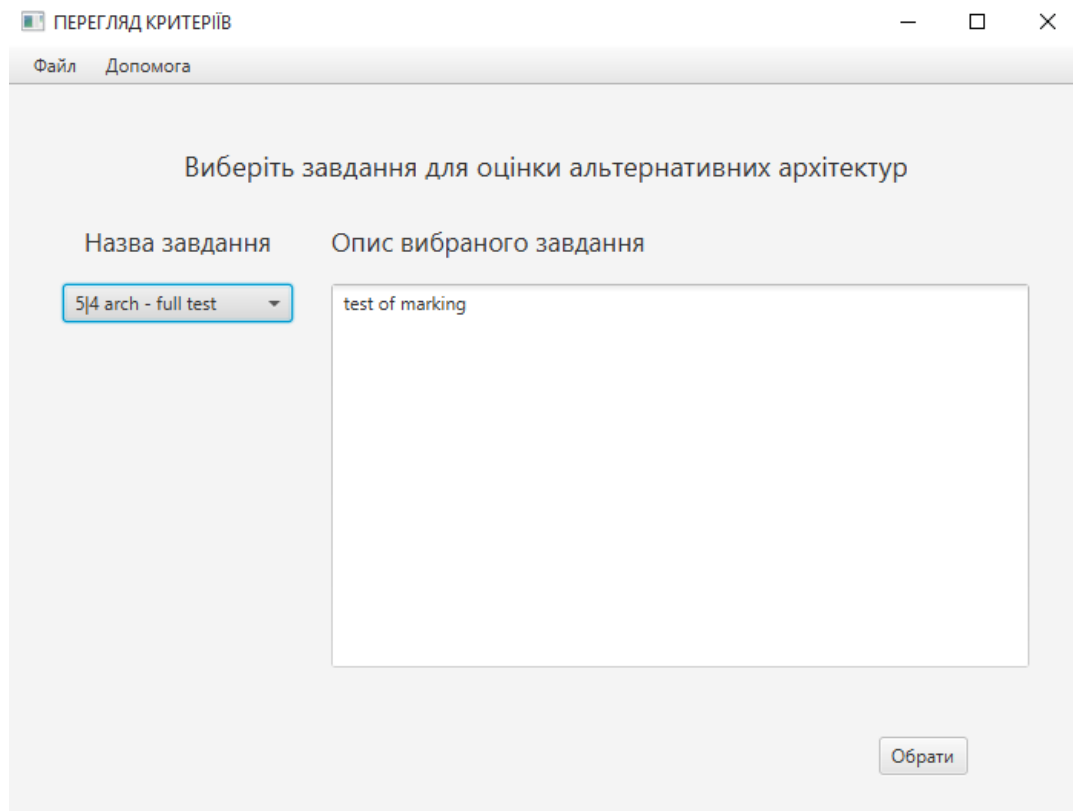 ПЕРЕГЛЯД КРИТЕРІЇВ
Файл Допомога
Виберіть завдання для оцінки альтернативних архітектур
Назва завдання Опис вибраного завдання
5|4 arch - full test test of marking
Обрати